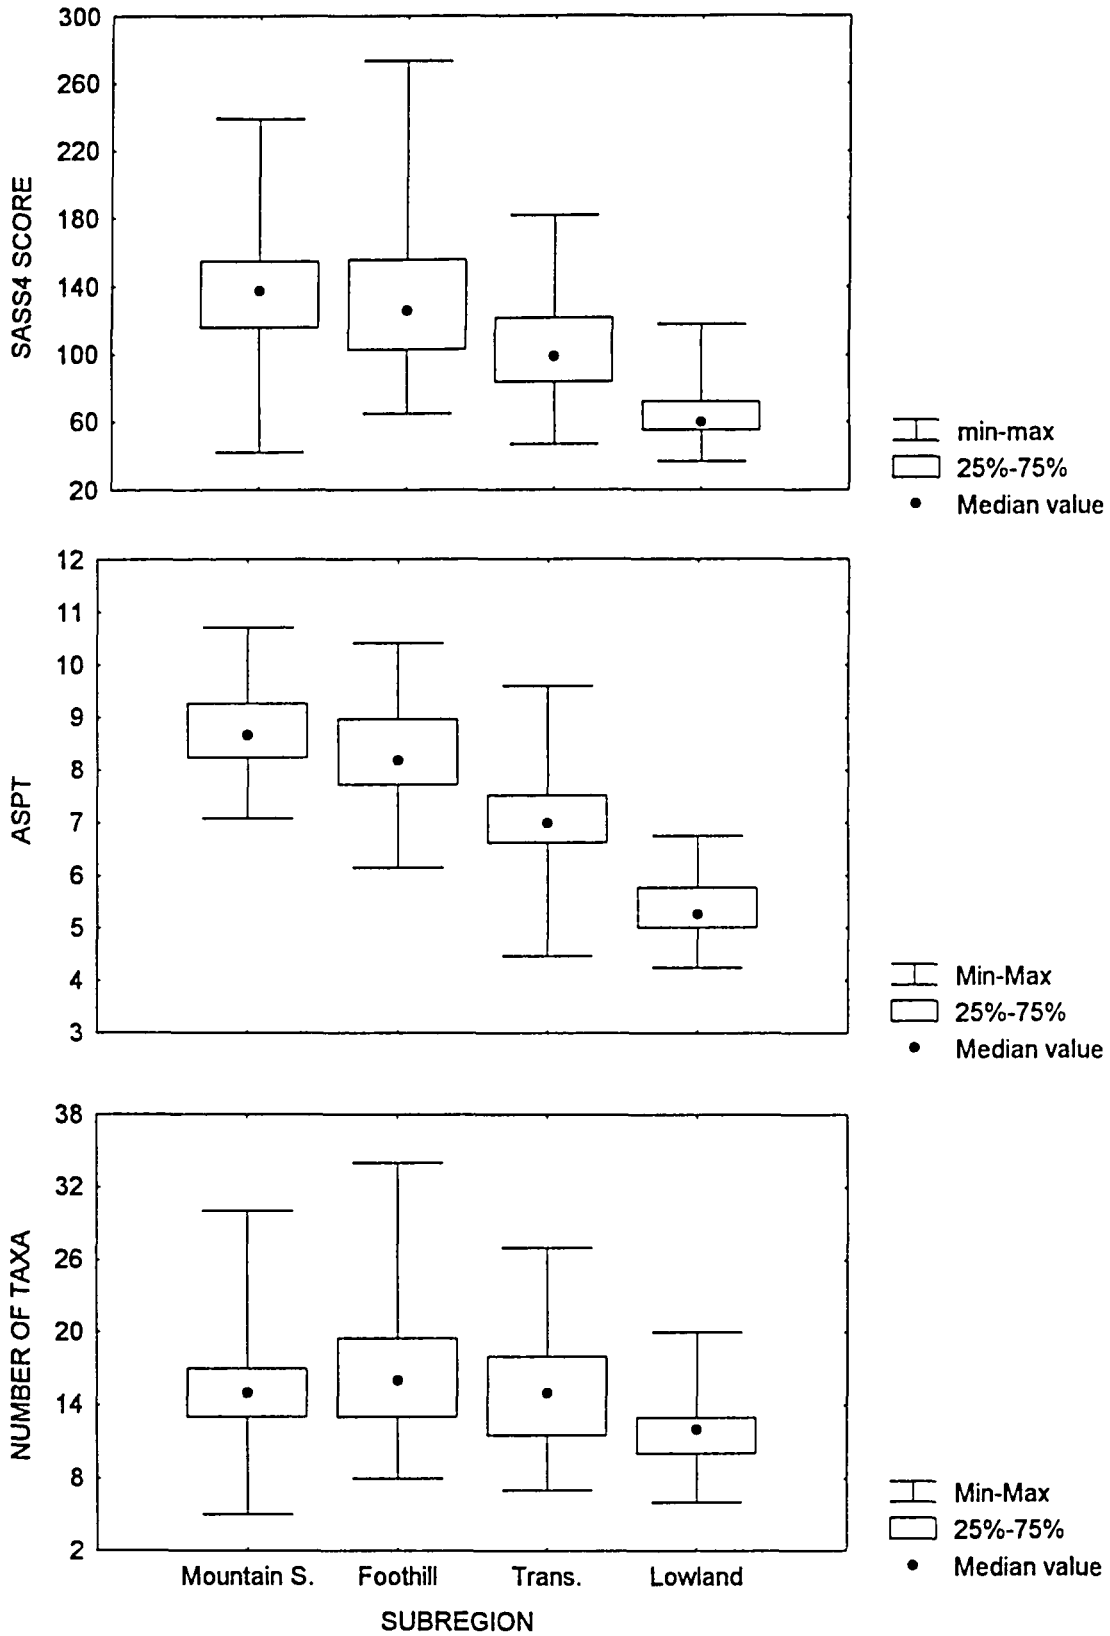 300
260
220
180
140
100
60
20
SASS4 SCORE
min-max
25%-75%
Median value
12
11
10
9
8
7
6
5
4
3
ASPT
Min-Max
25%-75%
Median value
38
32
26
20
14
8
2
NUMBER OF TAXA
Min-Max
25%-75%
Median value
Mountain S. Foothill Trans. Lowland
SUBREGION